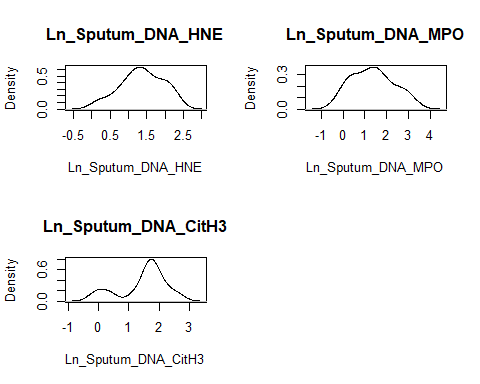 Ln_Sputum_DNA_HNE
Density
0.0 0.5
-0.5 0.5 1.5 2.5
Ln_Sputum_DNA_HNE
Ln_Sputum_DNA_MPO
Density
0.0 0.3
-1 0 1 2 3 4
Ln_Sputum_DNA_MPO
Ln_Sputum_DNA_CitH3
Density
0.0 0.6
-1 0 1 2 3
Ln_Sputum_DNA_CitH3